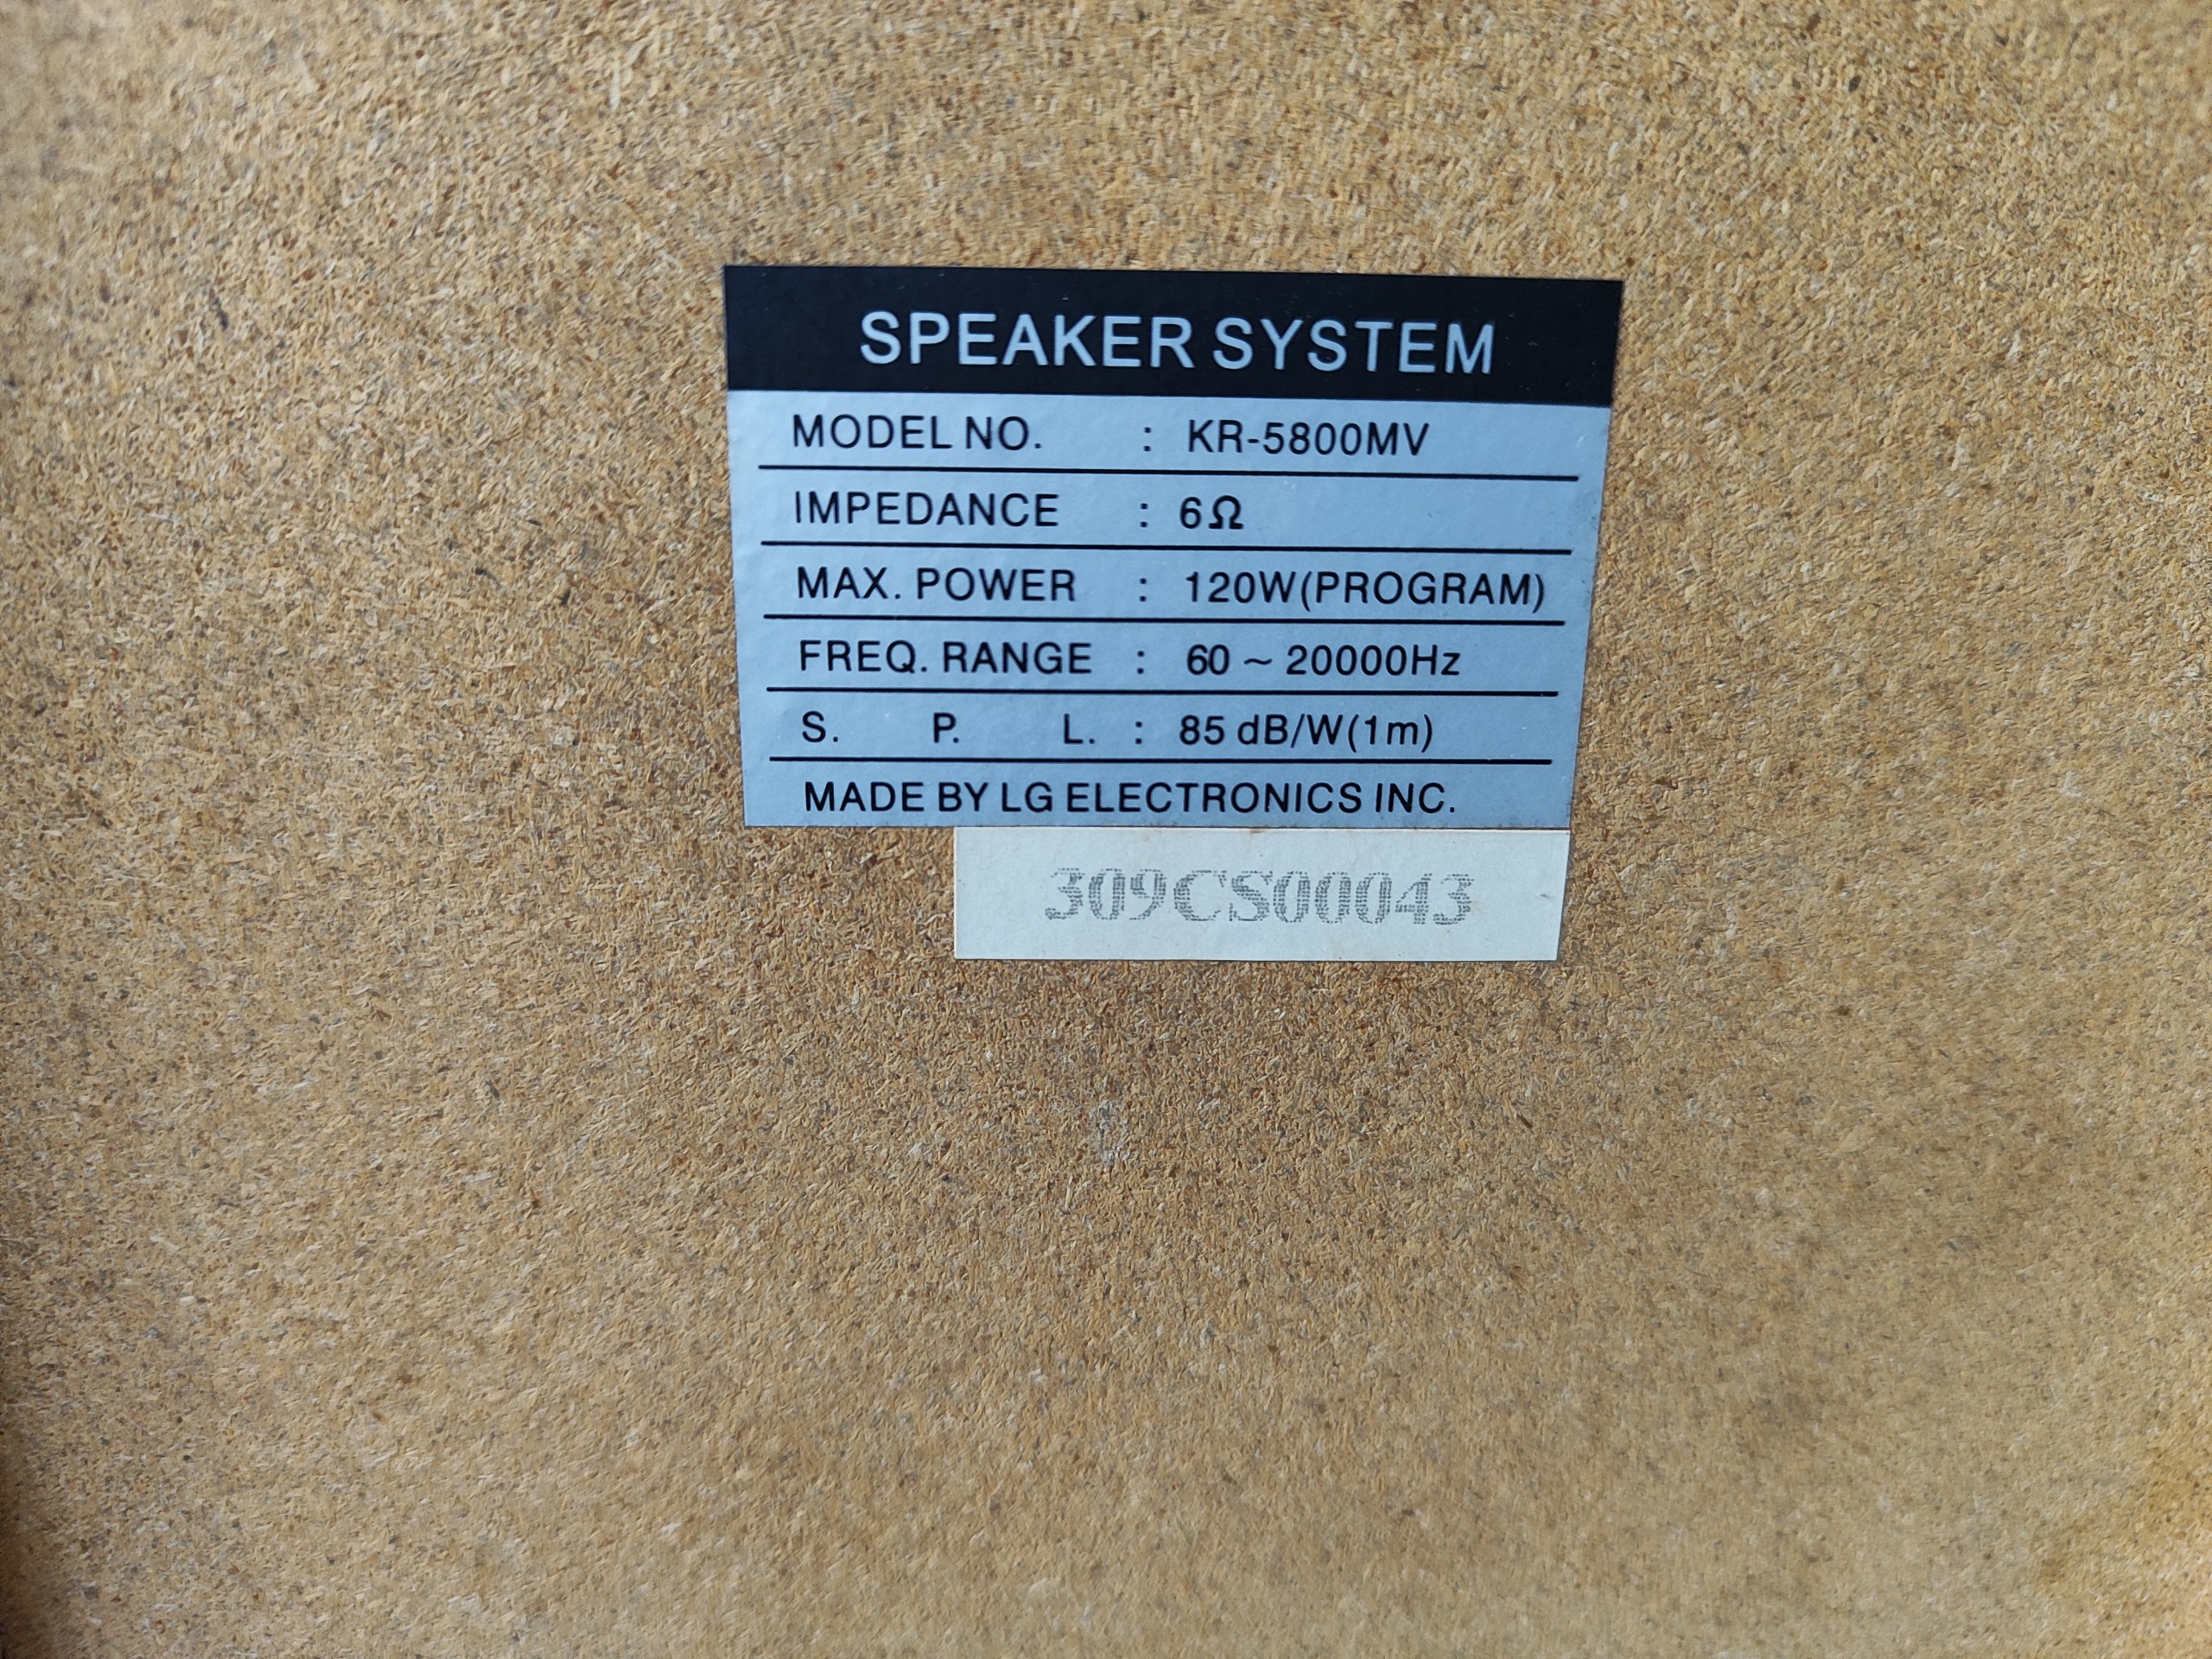 SPEAKER SYSTEM
MODEL NO. : KR-5800MV
IMPEDANCE : 6Ω
MAX. POWER : 120W(PROGRAM)
FREQ. RANGE : 60 ~ 20000Hz
S. P. L. : 85 dB/W(1m)
MADE BY LG ELECTRONICS INC.
309CS00043